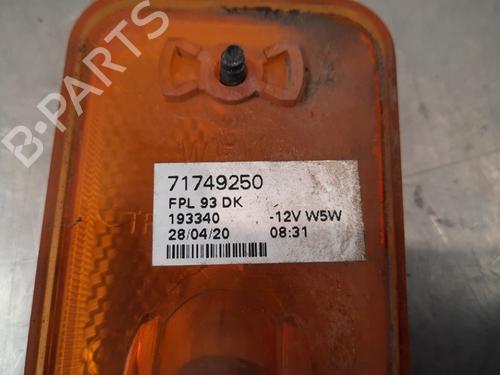 B-PARTS
71749250
FPL 93 DK
193340 -12V W5W
28/04/20 08:31